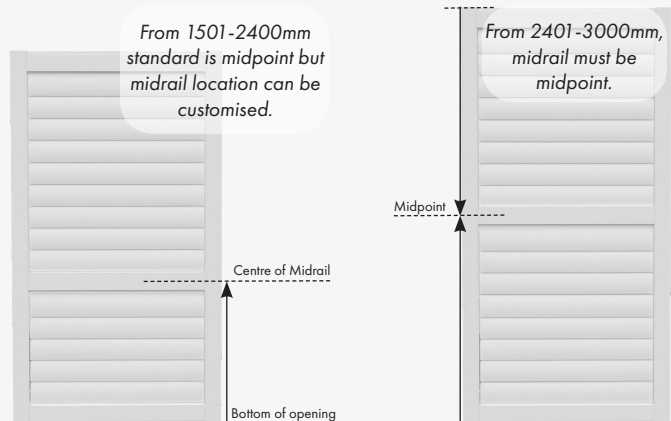 From 1501-2400mm
standard is midpoint but
midrail location can be
customised.
From 2401-3000mm,
midrail must be
midpoint.
Midpoint
Centre of Midrail
Bottom of opening